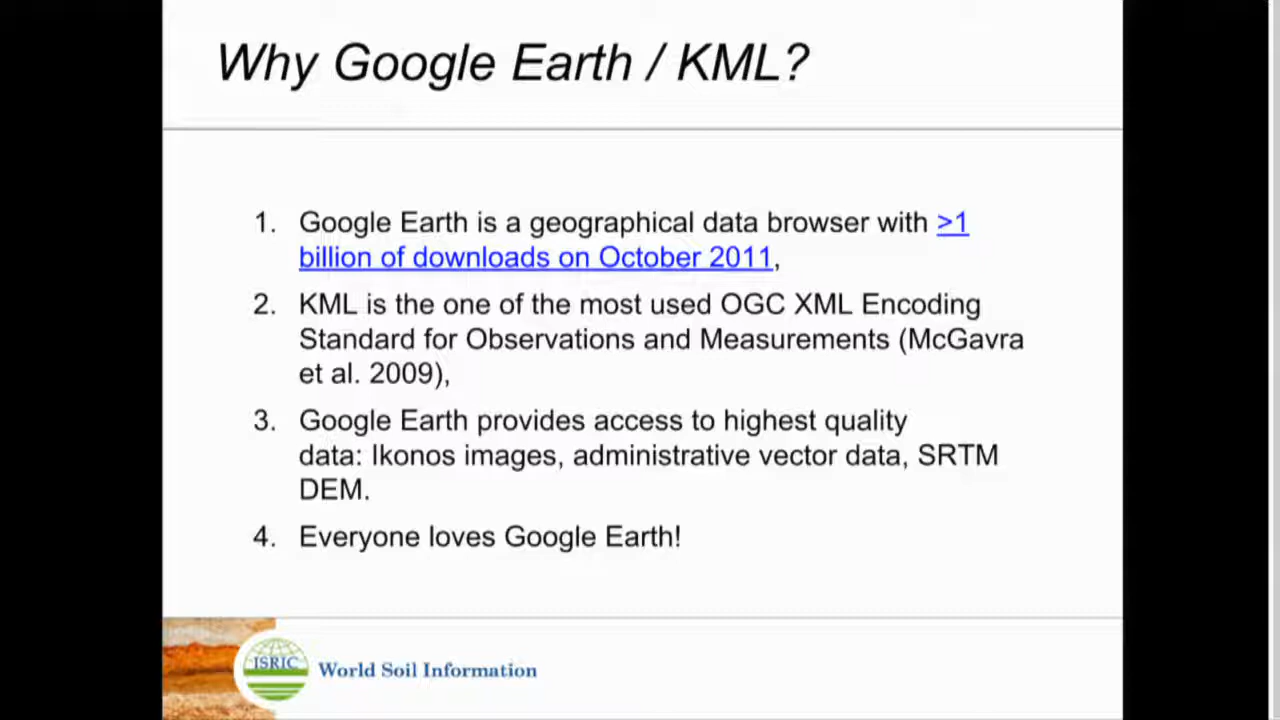 Why Google Earth / KML?
1. Google Earth is a geographical data browser with >1
billion of downloads on October 2011,
2. KML is the one of the most used OGC XML Encoding
Standard for Observations and Measurements (McGavra
et al. 2009),
3. Google Earth provides access to highest quality
data: Ikonos images, administrative vector data, SRTM
DEM.
4. Everyone loves Google Earth!
ISRIC World Soil Information